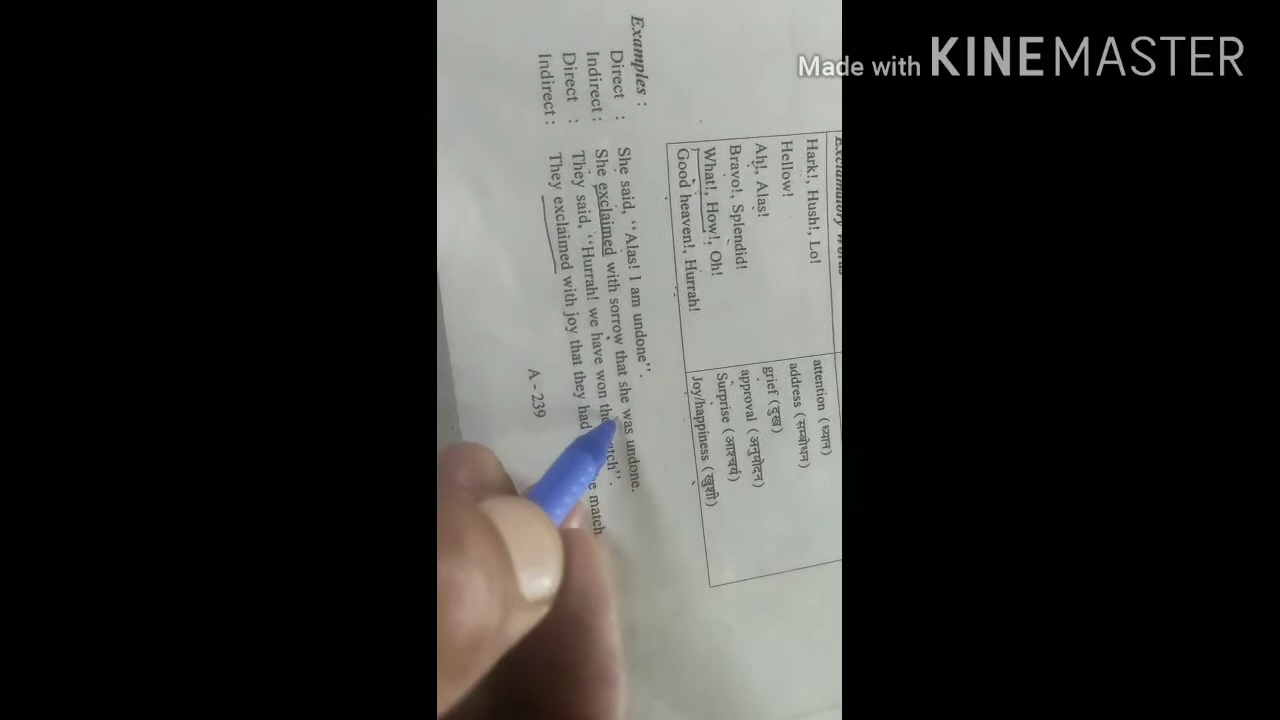 Made with KINEMASTER
Exclamatory Words
Hark!, Hush!, Lo! attention (ध्यान)
Hellow! address (सम्बोधन)
Ah!, Alas! grief (दुख)
Bravo!, Splendid! approval (अनुमोदन)
What!, How!, Oh! Surprise (आश्चर्य)
Good heaven!, Hurrah! Joy/happiness (खुशी)
Examples :
Direct : She said, “Alas! I am undone”.
Indirect : She exclaimed with sorrow that she was undone.
Direct : They said, “Hurrah! we have won the match”.
Indirect : They exclaimed with joy that they had match.
A - 239